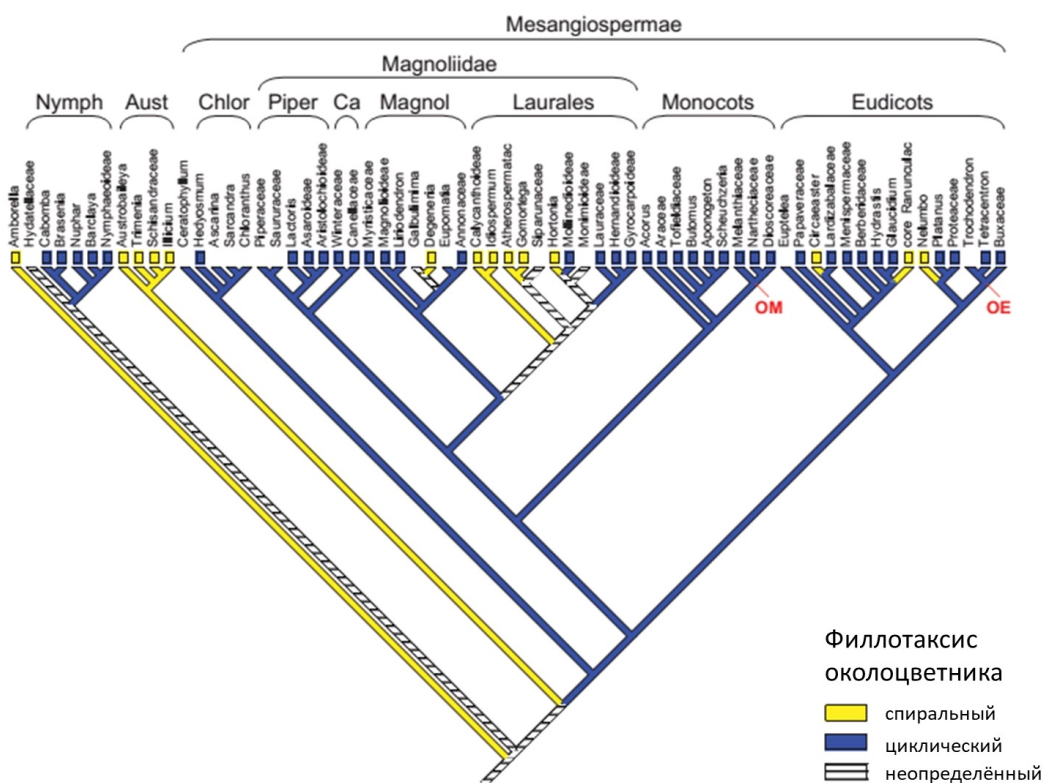 Mesangiospermae
Magnoliidae
Nymph Aust Chlor Piper Ca Magnol Laurales Monocots Eudicots
Amborella
Hydatellaceae
Cabomba
Brasenia
Nuphar
Barclaya
Nymphaeoideae
Austrobaileya
Trimenia
Schisandraceae
Illicium
Ceratophyllum
Hedyosmum
Ascarina
Sarcandra
Chloranthus
Piperaceae
Saururaceae
Lactoris
Asaroideae
Aristolochioideae
Winteraceae
Canellaceae
Myristicaceae
Magnolioideae
Liriodendron
Galbulimima
Degeneria
Eupomatia
Annonaceae
Calycanthoideae
Idiospermum
Atherospermatac
Gomortega
Siparunaceae
Hortonia
Mollinedioideae
Monimioideae
Lauraceae
Hernandioideae
Gyrocarpoideae
Acorus
Araceae
Tofieldiaceae
Butomus
Aponogeton
Scheuchzeria
Melanthiaceae
Nartheciaceae
Dioscoreaceae
Euptelea
Papaveraceae
Circaeaster
Lardizabalaceae
Menispermaceae
Berberidaceae
Hydrastis
Glaucidium
core Ranunculac
Nelumbo
Platanus
Proteaceae
Trochodendron
Tetracentron
Buxaceae
OM
OE
Филлотаксис
околоцветника
спиральный
циклический
неопределённый